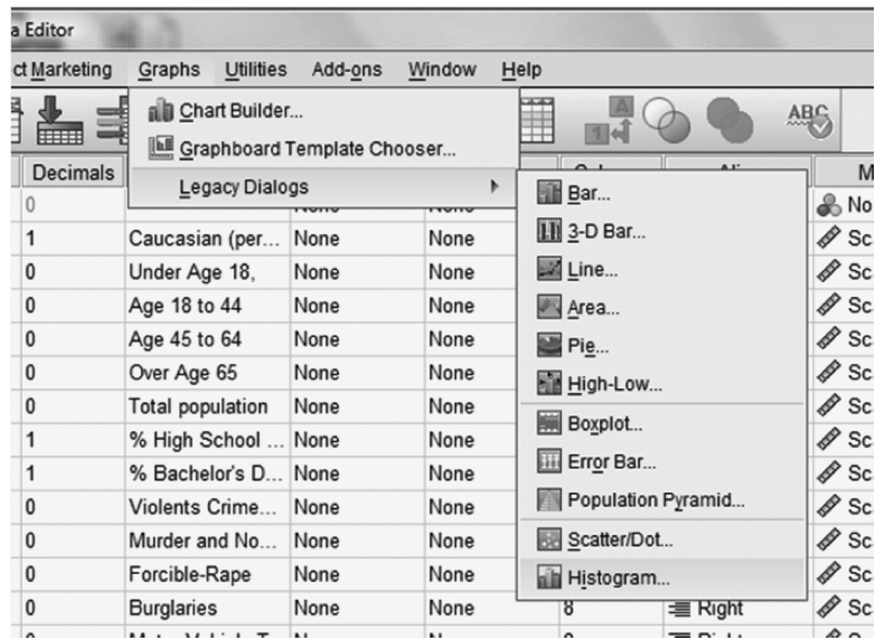 a Editor
ct Marketing Graphs Utilities Add-ons Window Help
Chart Builder...
Graphboard Template Chooser...
Legacy Dialogs
A
1
ABC
Decimals
M
Bar...
3-D Bar...
Line...
Area...
Pie...
High-Low...
Boxplot...
Error Bar...
Population Pyramid...
Scatter/Dot...
Histogram...
0 No
1 Caucasian (per... None None Sc
0 Under Age 18, None None Sc
0 Age 18 to 44 None None Sc
0 Age 45 to 64 None None Sc
0 Over Age 65 None None Sc
0 Total population None None Sc
1 % High School ... None None Sc
1 % Bachelor's D... None None Sc
0 Violents Crime... None None Sc
0 Murder and No... None None Sc
0 Forcible-Rape None None Sc
0 Burglaries None None 8 Right Sc